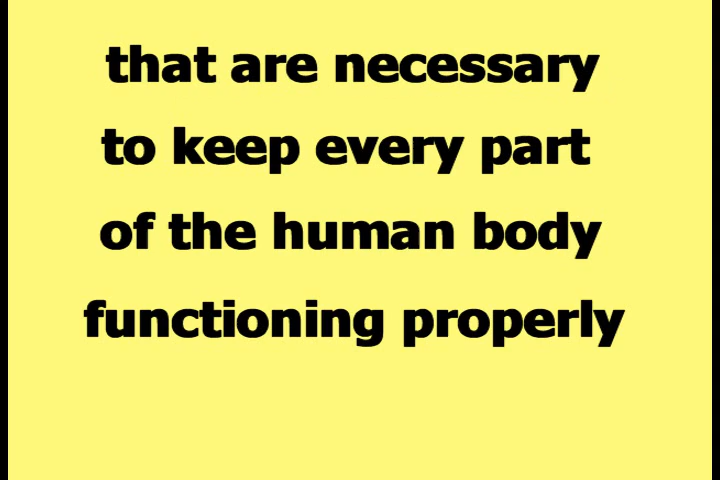 that are necessary
to keep every part
of the human body
functioning properly